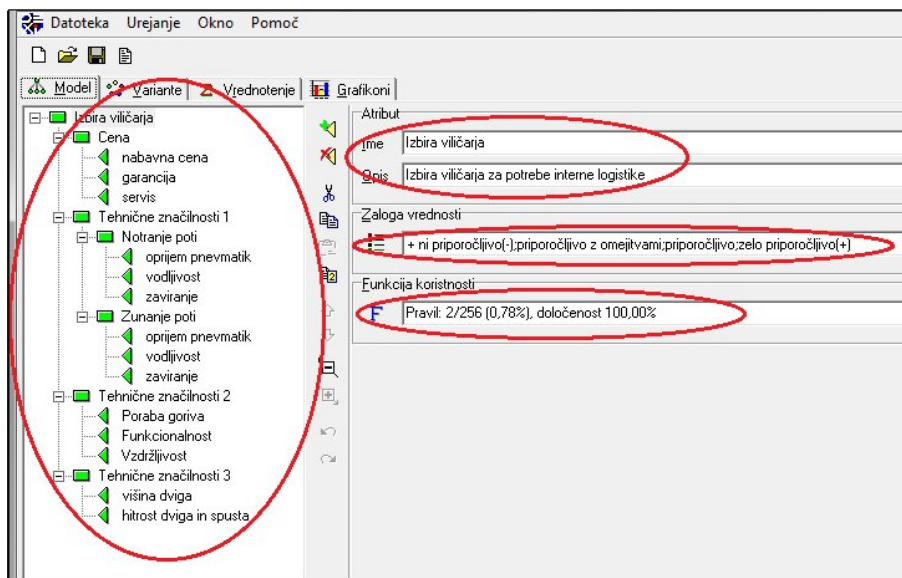 Datoteka Urejanje Okno Pomoč
Model Variante Vrednotenje Grafikoni
Izbira viličarja
Cena
nabavna cena
garancija
servis
Tehnične značilnosti 1
Notranje poti
oprijem pnevmatik
vodljivost
zaviranje
Zunanje poti
oprijem pnevmatik
vodljivost
zaviranje
Tehnične značilnosti 2
Poraba goriva
Funkcionalnost
Vzdržljivost
Tehnične značilnosti 3
višina dviga
hitrost dviga in spusta
Atribut
Ime Izbira viličarja
Opis Izbira viličarja za potrebe interne logistike
Zaloga vrednosti
+ ni priporočljivo(-);priporočljivo z omejitvami;priporočljivo;zelo priporočljivo(+)
Funkcija koristnosti
F Pravil: 2/256 (0,78%), določenost 100,00%